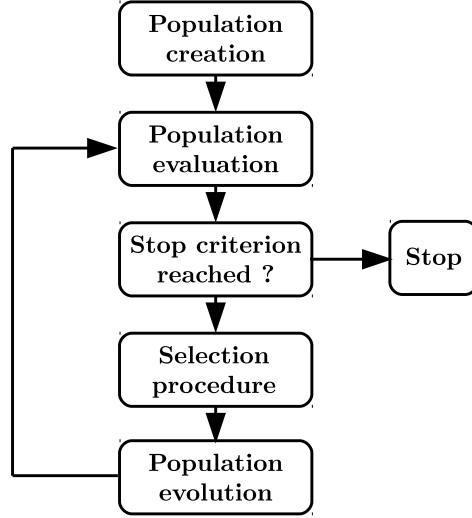 Population
creation
Population
evaluation
Stop criterion
reached ?
Stop
Selection
procedure
Population
evolution